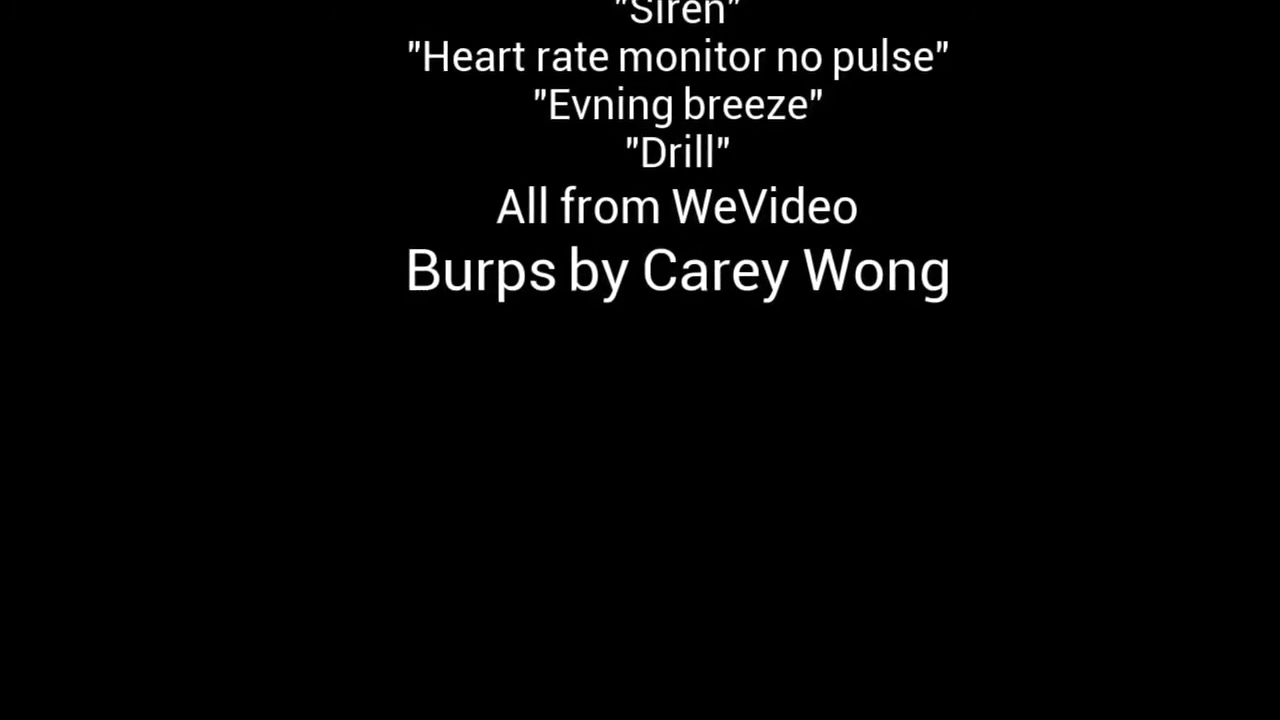 "Siren"
"Heart rate monitor no pulse"
"Evning breeze"
"Drill"
All from WeVideo
Burps by Carey Wong